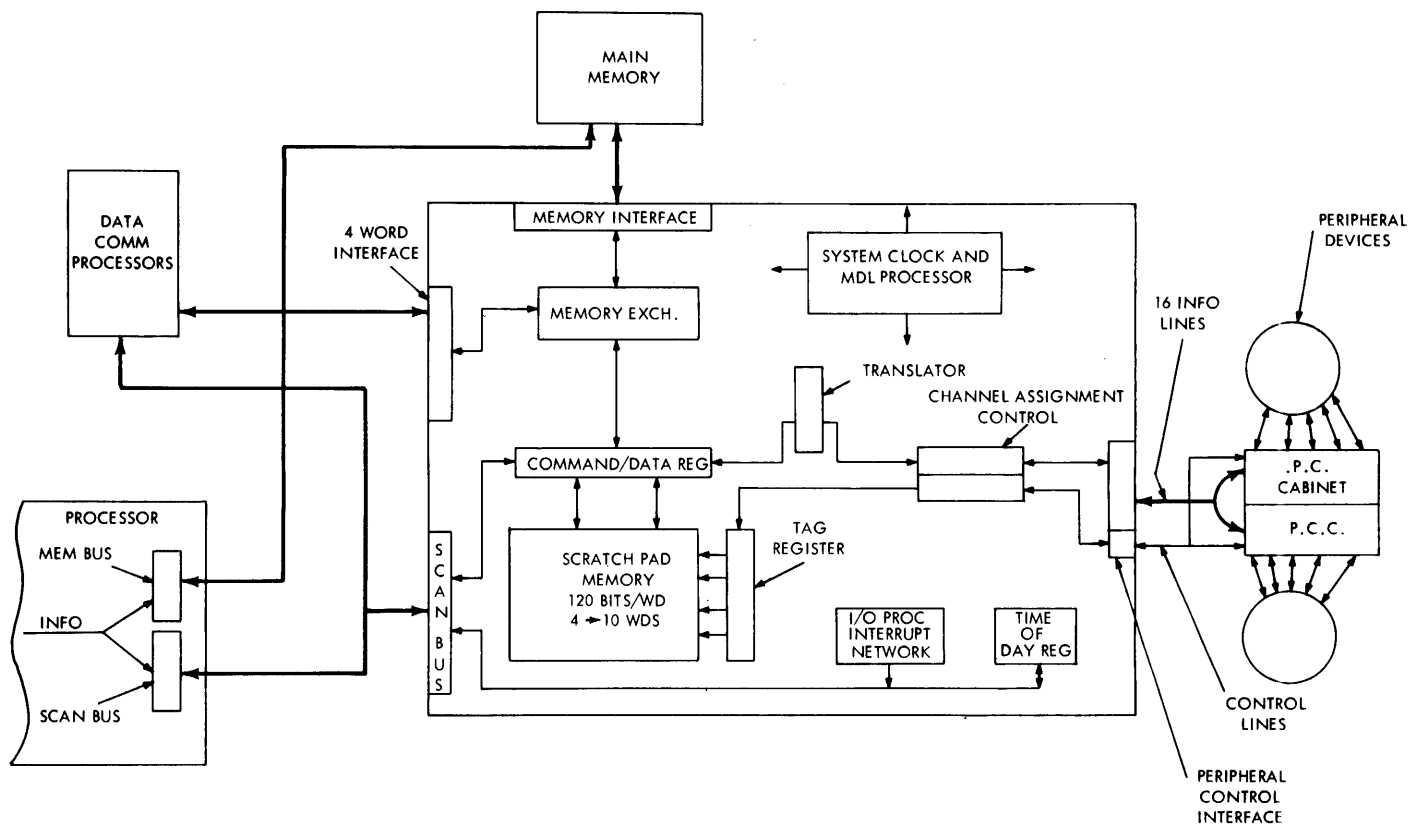 MAIN
MEMORY
DATA
COMM
PROCESSORS
4 WORD
INTERFACE
MEMORY INTERFACE
SYSTEM CLOCK AND
MDL PROCESSOR
PERIPHERAL
DEVICES
MEMORY EXCH.
16 INFO
LINES
TRANSLATOR
CHANNEL ASSIGNMENT
CONTROL
COMMAND/DATA REG
.P.C.
CABINET
P.C.C.
PROCESSOR
MEM BUS
INFO
SCAN BUS
SCAN BUS
SCRATCH PAD
MEMORY
120 BITS/WD
4 → 10 WDS
TAG
REGISTER
I/O PROC
INTERRUPT
NETWORK
TIME
OF
DAY REG
CONTROL
LINES
PERIPHERAL
CONTROL
INTERFACE